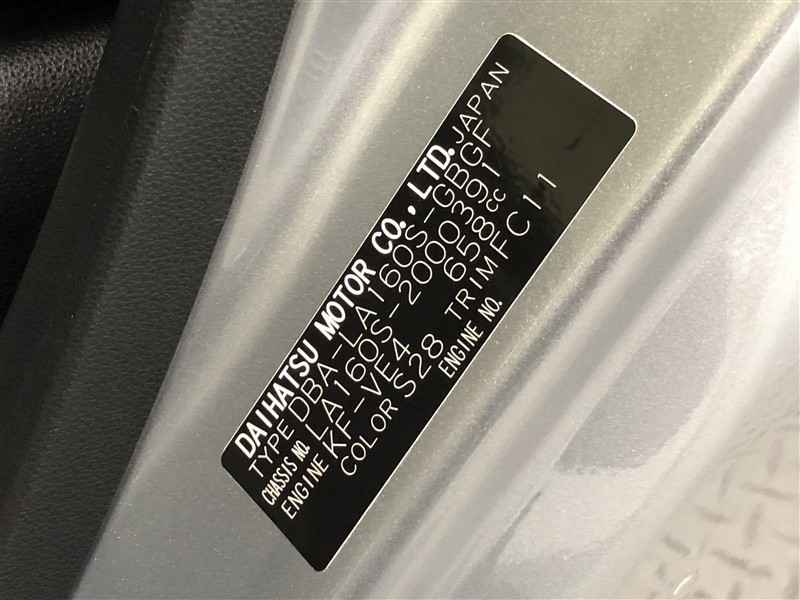 DAIHATSU MOTOR CO., LTD. JAPAN
TYPE DBA-LA160S-GBGF
CHASSIS NO. LA160S-2000391
ENGINE KF-VE4 658cc
COLOR S28 TRIM FC11
ENGINE NO.